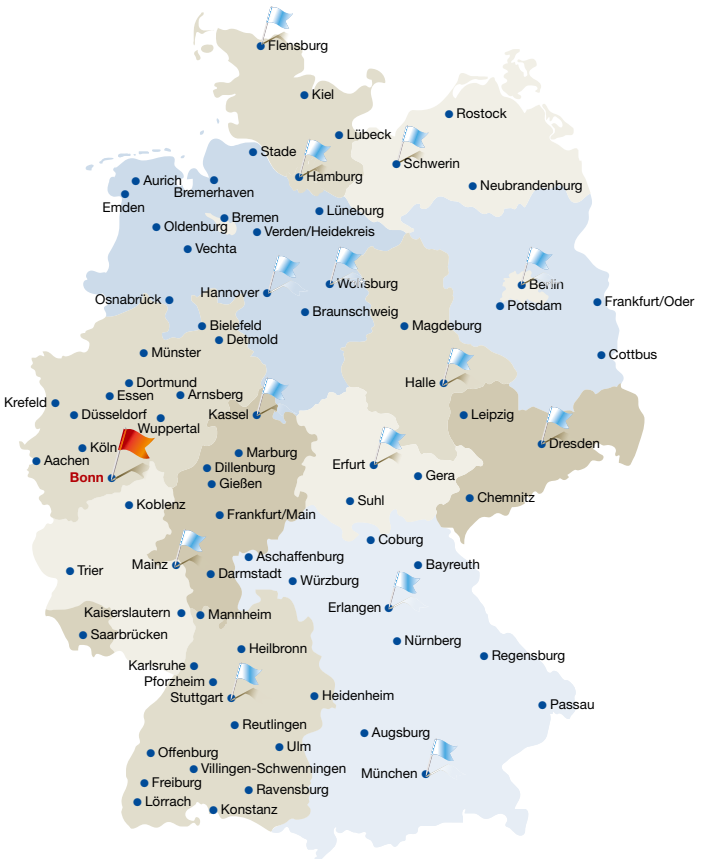 Flensburg
Kiel
Rostock
Lübeck
Stade
Schwerin
Hamburg
Aurich
Bremerhaven
Neubrandenburg
Emden
Lüneburg
Bremen
Oldenburg
Verden/Heidekreis
Vechta
Hannover
Wolfsburg
Berlin
Osnabrück
Potsdam
Frankfurt/Oder
Braunschweig
Bielefeld
Magdeburg
Detmold
Münster
Cottbus
Dortmund
Halle
Essen
Arnsberg
Krefeld
Düsseldorf
Kassel
Leipzig
Wuppertal
Köln
Dresden
Marburg
Aachen
Erfurt
Dillenburg
Bonn
Gera
Gießen
Chemnitz
Koblenz
Suhl
Frankfurt/Main
Coburg
Aschaffenburg
Mainz
Bayreuth
Trier
Darmstadt
Würzburg
Erlangen
Kaiserslautern
Mannheim
Saarbrücken
Nürnberg
Heilbronn
Regensburg
Karlsruhe
Pforzheim
Stuttgart
Heidenheim
Passau
Reutlingen
Augsburg
Ulm
Offenburg
Villingen-Schwenningen
München
Freiburg
Ravensburg
Lörrach
Konstanz